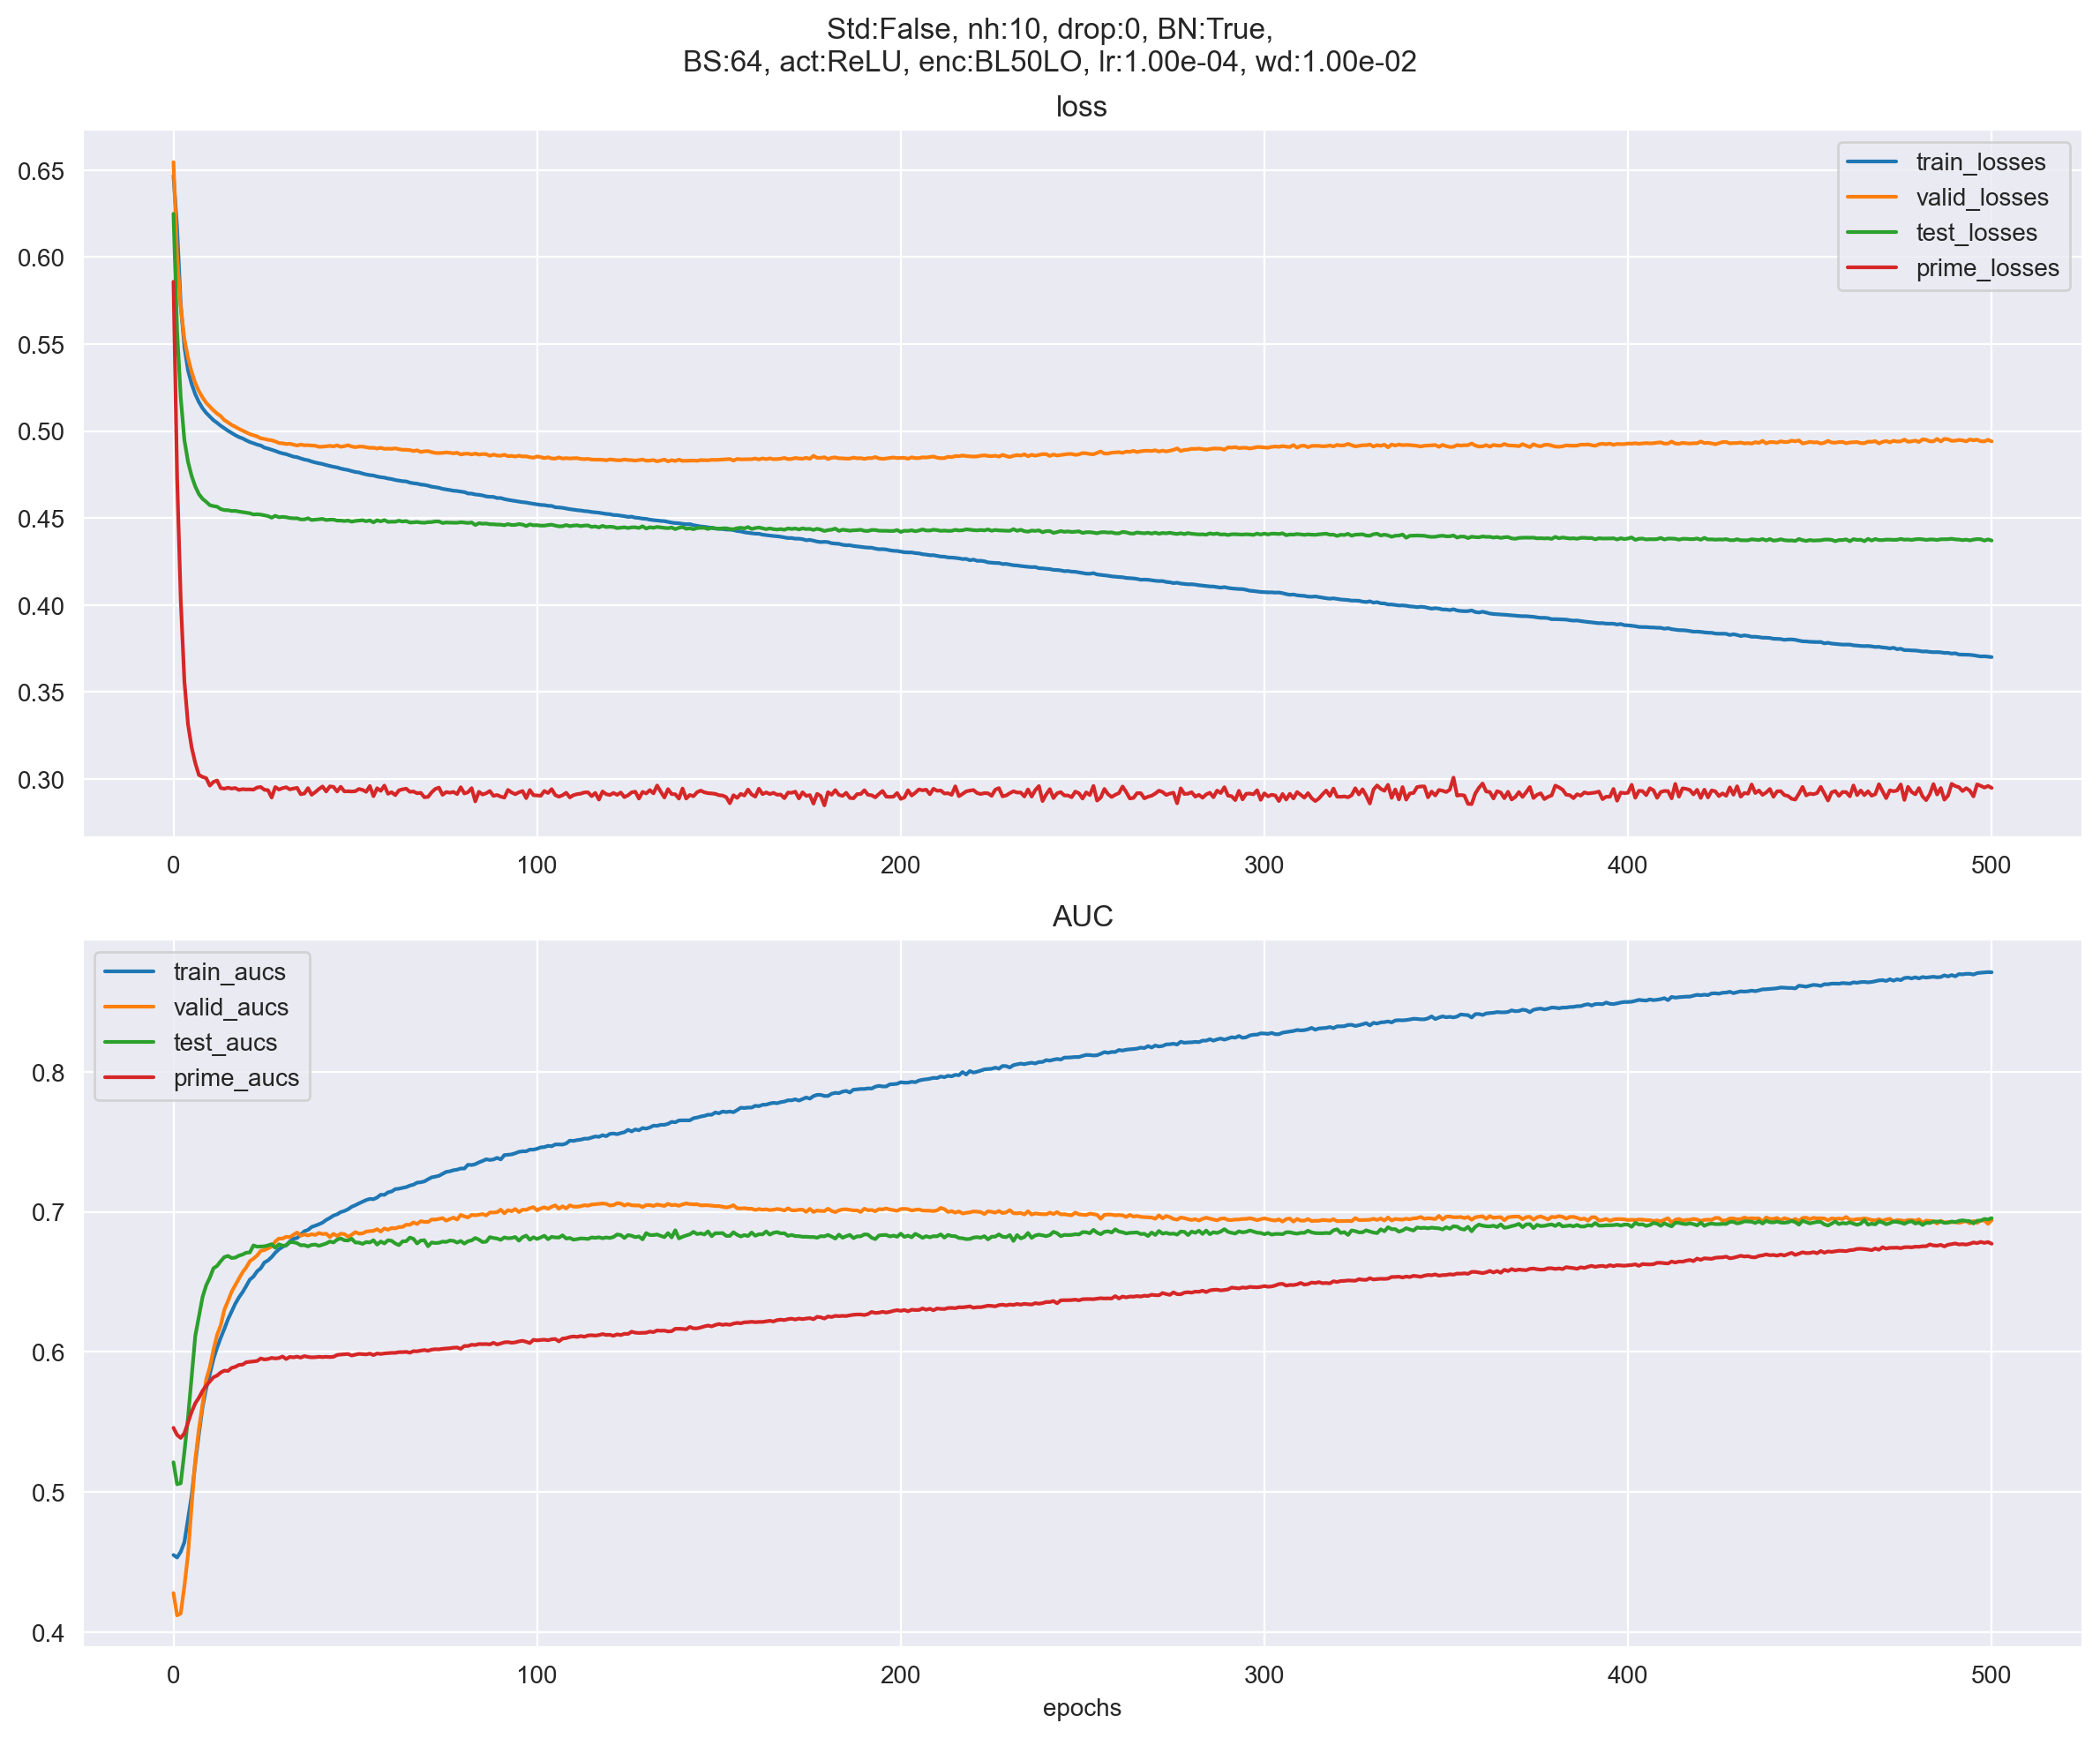 Std:False, nh:10, drop:0, BN:True,
BS:64, act:ReLU, enc:BL50LO, lr:1.00e-04, wd:1.00e-02
loss
0.65
0.60
0.55
0.50
0.45
0.40
0.35
0.30
train_losses
valid_losses
test_losses
prime_losses
0 100 200 300 400 500
AUC
train_aucs
valid_aucs
test_aucs
prime_aucs
0.8
0.7
0.6
0.5
0.4
0 100 200 300 400 500
epochs